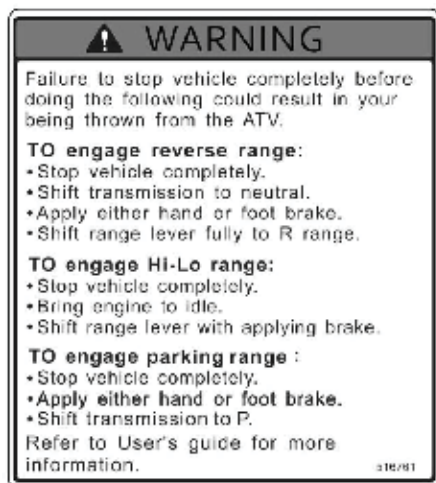 WARNING
Failure to stop vehicle completely before
doing the following could result in your
being thrown from the ATV.
TO engage reverse range:
•Stop vehicle completely.
•Shift transmission to neutral.
•Apply either hand or foot brake.
•Shift range lever fully to R range.
TO engage Hi-Lo range:
•Stop vehicle completely.
•Bring engine to idle.
•Shift range lever with applying brake.
TO engage parking range :
•Stop vehicle completely.
•Apply either hand or foot brake.
•Shift transmission to P.
Refer to User's guide for more
information.